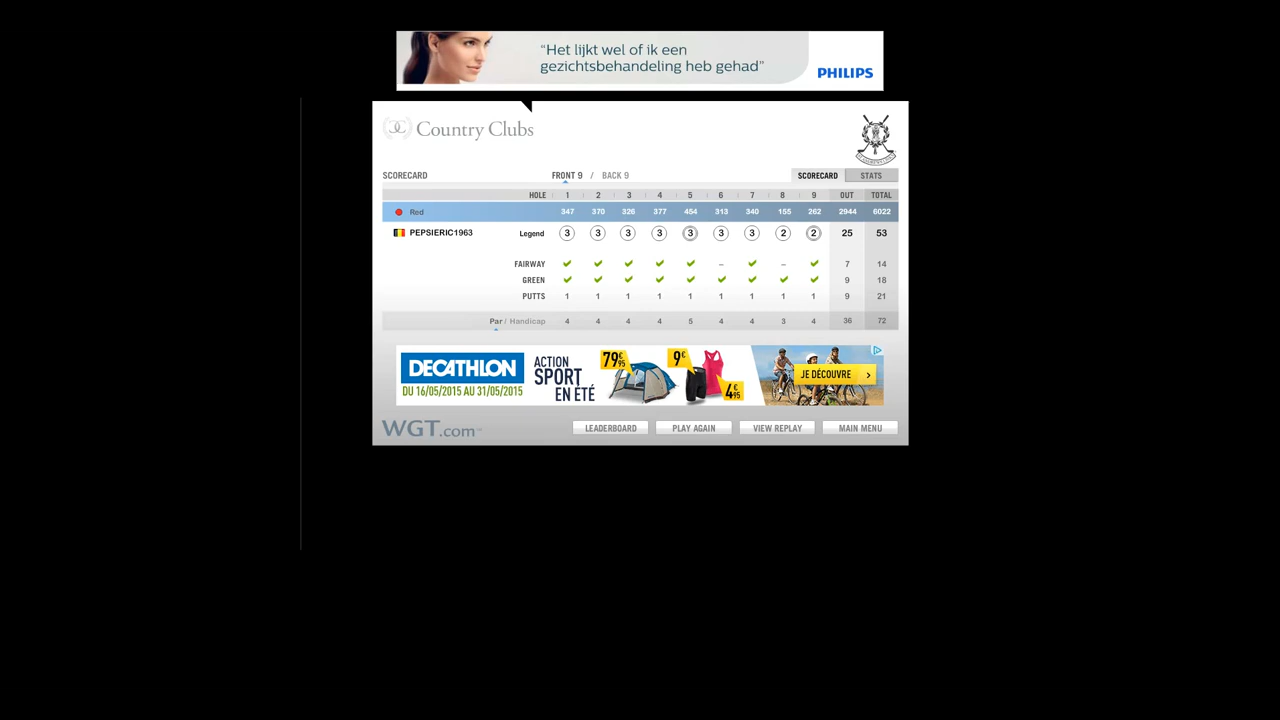 “Het lijkt wel of ik een
gezichtsbehandeling heb gehad”
PHILIPS
Country Clubs
SCORECARD FRONT 9 / BACK 9 SCORECARD STATS
HOLE 1 2 3 4 5 6 7 8 9 OUT TOTAL
Red 347 370 326 377 454 313 340 155 262 2944 6022
PEPSIERIC1963 Legend 3 3 3 3 3 3 3 2 2 25 53
FAIRWAY – – 7 14
GREEN 9 18
PUTTS 1 1 1 1 1 1 1 1 1 9 21
Par / Handicap 4 4 4 4 5 4 4 3 4 36 72
DECATHLON
DU 16/05/2015 AU 31/05/2015
ACTION
SPORT
EN ÉTÉ
79€95
9€
4€95
JE DÉCOUVRE >
WGT.com
LEADERBOARD PLAY AGAIN VIEW REPLAY MAIN MENU